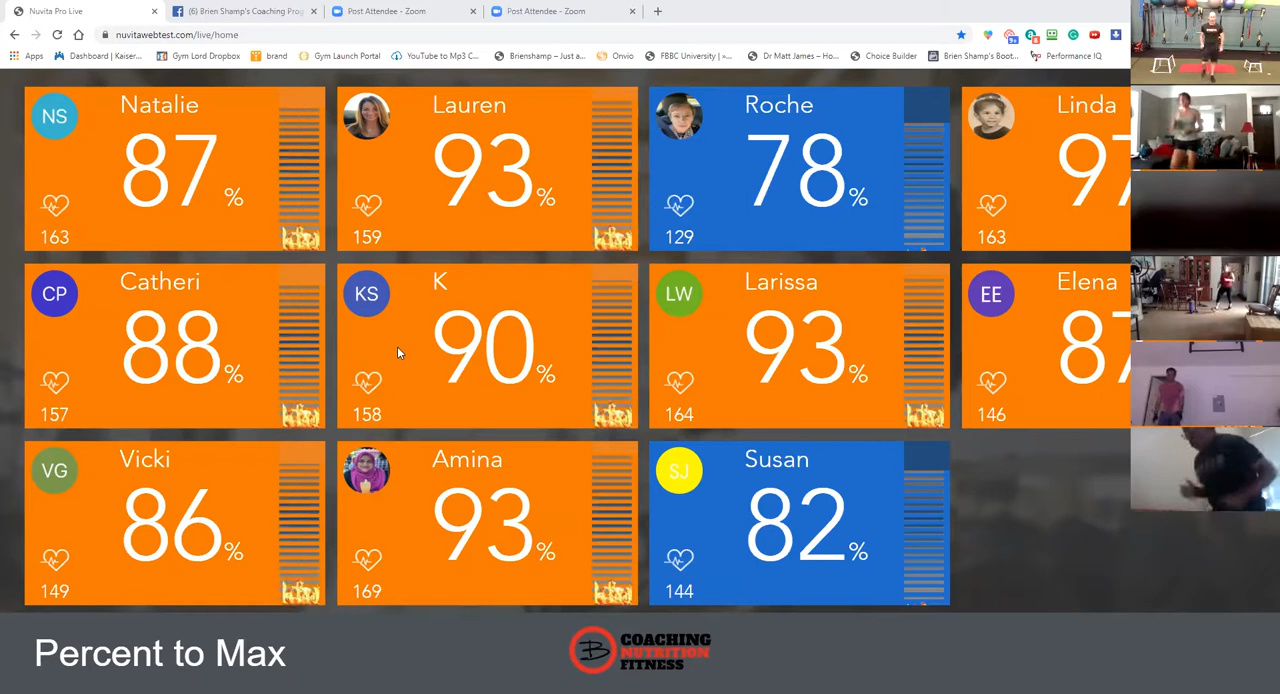 Nuvita Pro Live
(6) Brien Shamp's Coaching Prog
Post Attendee - Zoom
Post Attendee - Zoom
nuvitawebtest.com/live/home
Apps
Dashboard | Kaiser...
Gym Lord Dropbox
brand
Gym Launch Portal
YouTube to Mp3 C...
Brienshamp – Just a...
Onvio
FBBC University | »...
Dr Matt James – Ho...
Choice Builder
Brien Shamp's Boot...
Performance IQ
NS
Natalie
87%
163
Lauren
93%
159
Roche
78%
129
Linda
97
163
CP
Catheri
88%
157
KS
K
90%
158
LW
Larissa
93%
164
EE
Elena
87
146
VG
Vicki
86%
149
Amina
93%
169
SJ
Susan
82%
144
Percent to Max
B
COACHING
NUTRITION
FITNESS